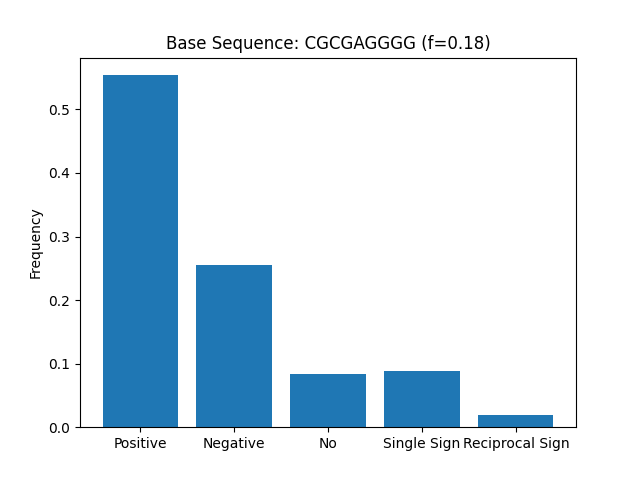 Base Sequence: CGCGAGGGG (f=0.18)
Frequency
0.5
0.4
0.3
0.2
0.1
0.0
Positive
Negative
No
Single Sign
Reciprocal Sign